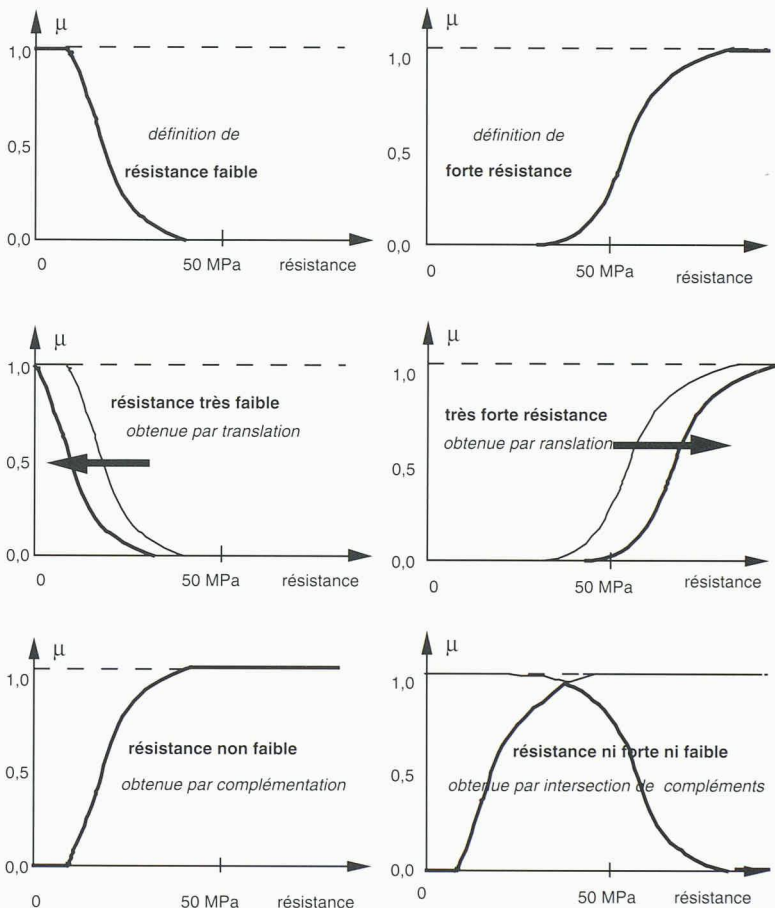 μ
1,0
définition de
0,5
résistance faible
0,0
0
50 MPa
résistance
μ
1,0
définition de
0,5
forte résistance
0,0
0
50 MPa
résistance
μ
1,0
résistance très faible
obtenue par translation
0,5
0,0
0
50 MPa
résistance
μ
1,0
très forte résistance
obtenue par ranslation
0,5
0,0
0
50 MPa
résistance
μ
1,0
résistance non faible
0,5
obtenue par complémentation
0,0
0
50 MPa
résistance
μ
1,0
résistance ni forte ni faible
0,5
obtenue par intersection de compléments
0,0
0
50 MPa
résistance